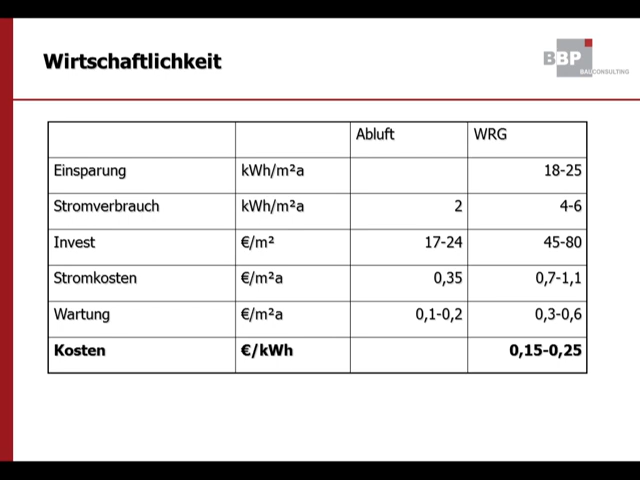 Wirtschaftlichkeit
BBP
BAUCONSULTING
Abluft WRG
Einsparung kWh/m²a 18-25
Stromverbrauch kWh/m²a 2 4-6
Invest €/m² 17-24 45-80
Stromkosten €/m²a 0,35 0,7-1,1
Wartung €/m²a 0,1-0,2 0,3-0,6
Kosten €/kWh 0,15-0,25